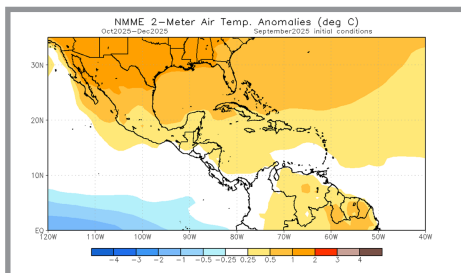 NMME 2-Meter Air Temp. Anomalies (deg C)
Oct2025-Dec2025 September2025 initial conditions
30N
20N
10N
EQ
120W 110W 100W 90W 80W 70W 60W 50W 40W
-4 -3 -2 -1 -0.5 -0.25 0.25 0.5 1 2 3 4